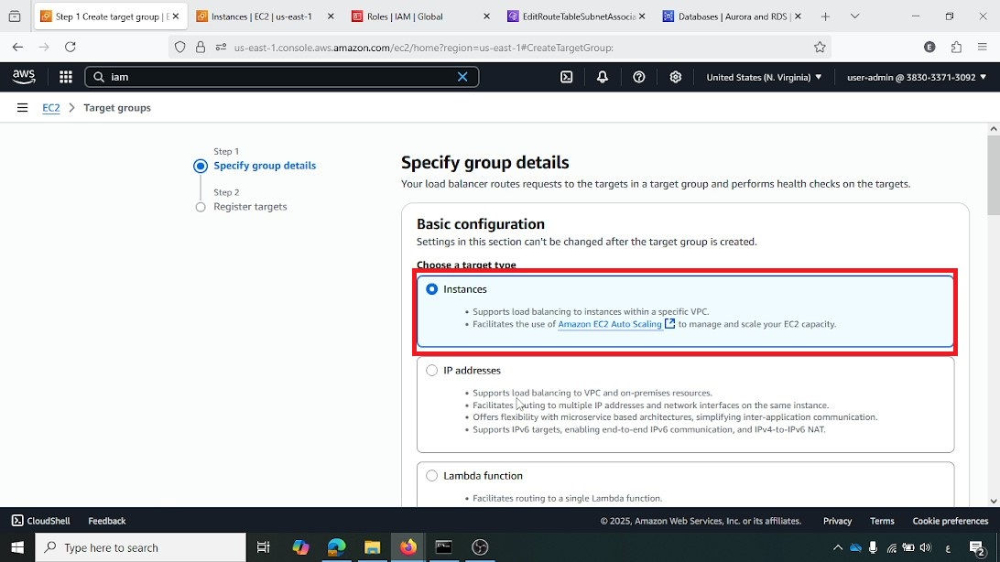 Step 1 Create target group | E
Instances | EC2 | us-east-1
Roles | IAM | Global
EditRouteTableSubnetAssocia
Databases | Aurora and RDS |
us-east-1.console.aws.amazon.com/ec2/home?region=us-east-1#CreateTargetGroup:
E
aws
iam
United States (N. Virginia)
user-admin @ 3830-3371-3092
EC2
Target groups
Step 1
Specify group details
Step 2
Register targets
Specify group details
Your load balancer routes requests to the targets in a target group and performs health checks on the targets.
Basic configuration
Settings in this section can't be changed after the target group is created.
Choose a target type
Instances
• Supports load balancing to instances within a specific VPC.
• Facilitates the use of Amazon EC2 Auto Scaling to manage and scale your EC2 capacity.
IP addresses
• Supports load balancing to VPC and on-premises resources.
• Facilitates routing to multiple IP addresses and network interfaces on the same instance.
• Offers flexibility with microservice based architectures, simplifying inter-application communication.
• Supports IPv6 targets, enabling end-to-end IPv6 communication, and IPv4-to-IPv6 NAT.
Lambda function
• Facilitates routing to a single Lambda function.
CloudShell
Feedback
© 2025, Amazon Web Services, Inc. or its affiliates.
Privacy
Terms
Cookie preferences
Type here to search
ع
2